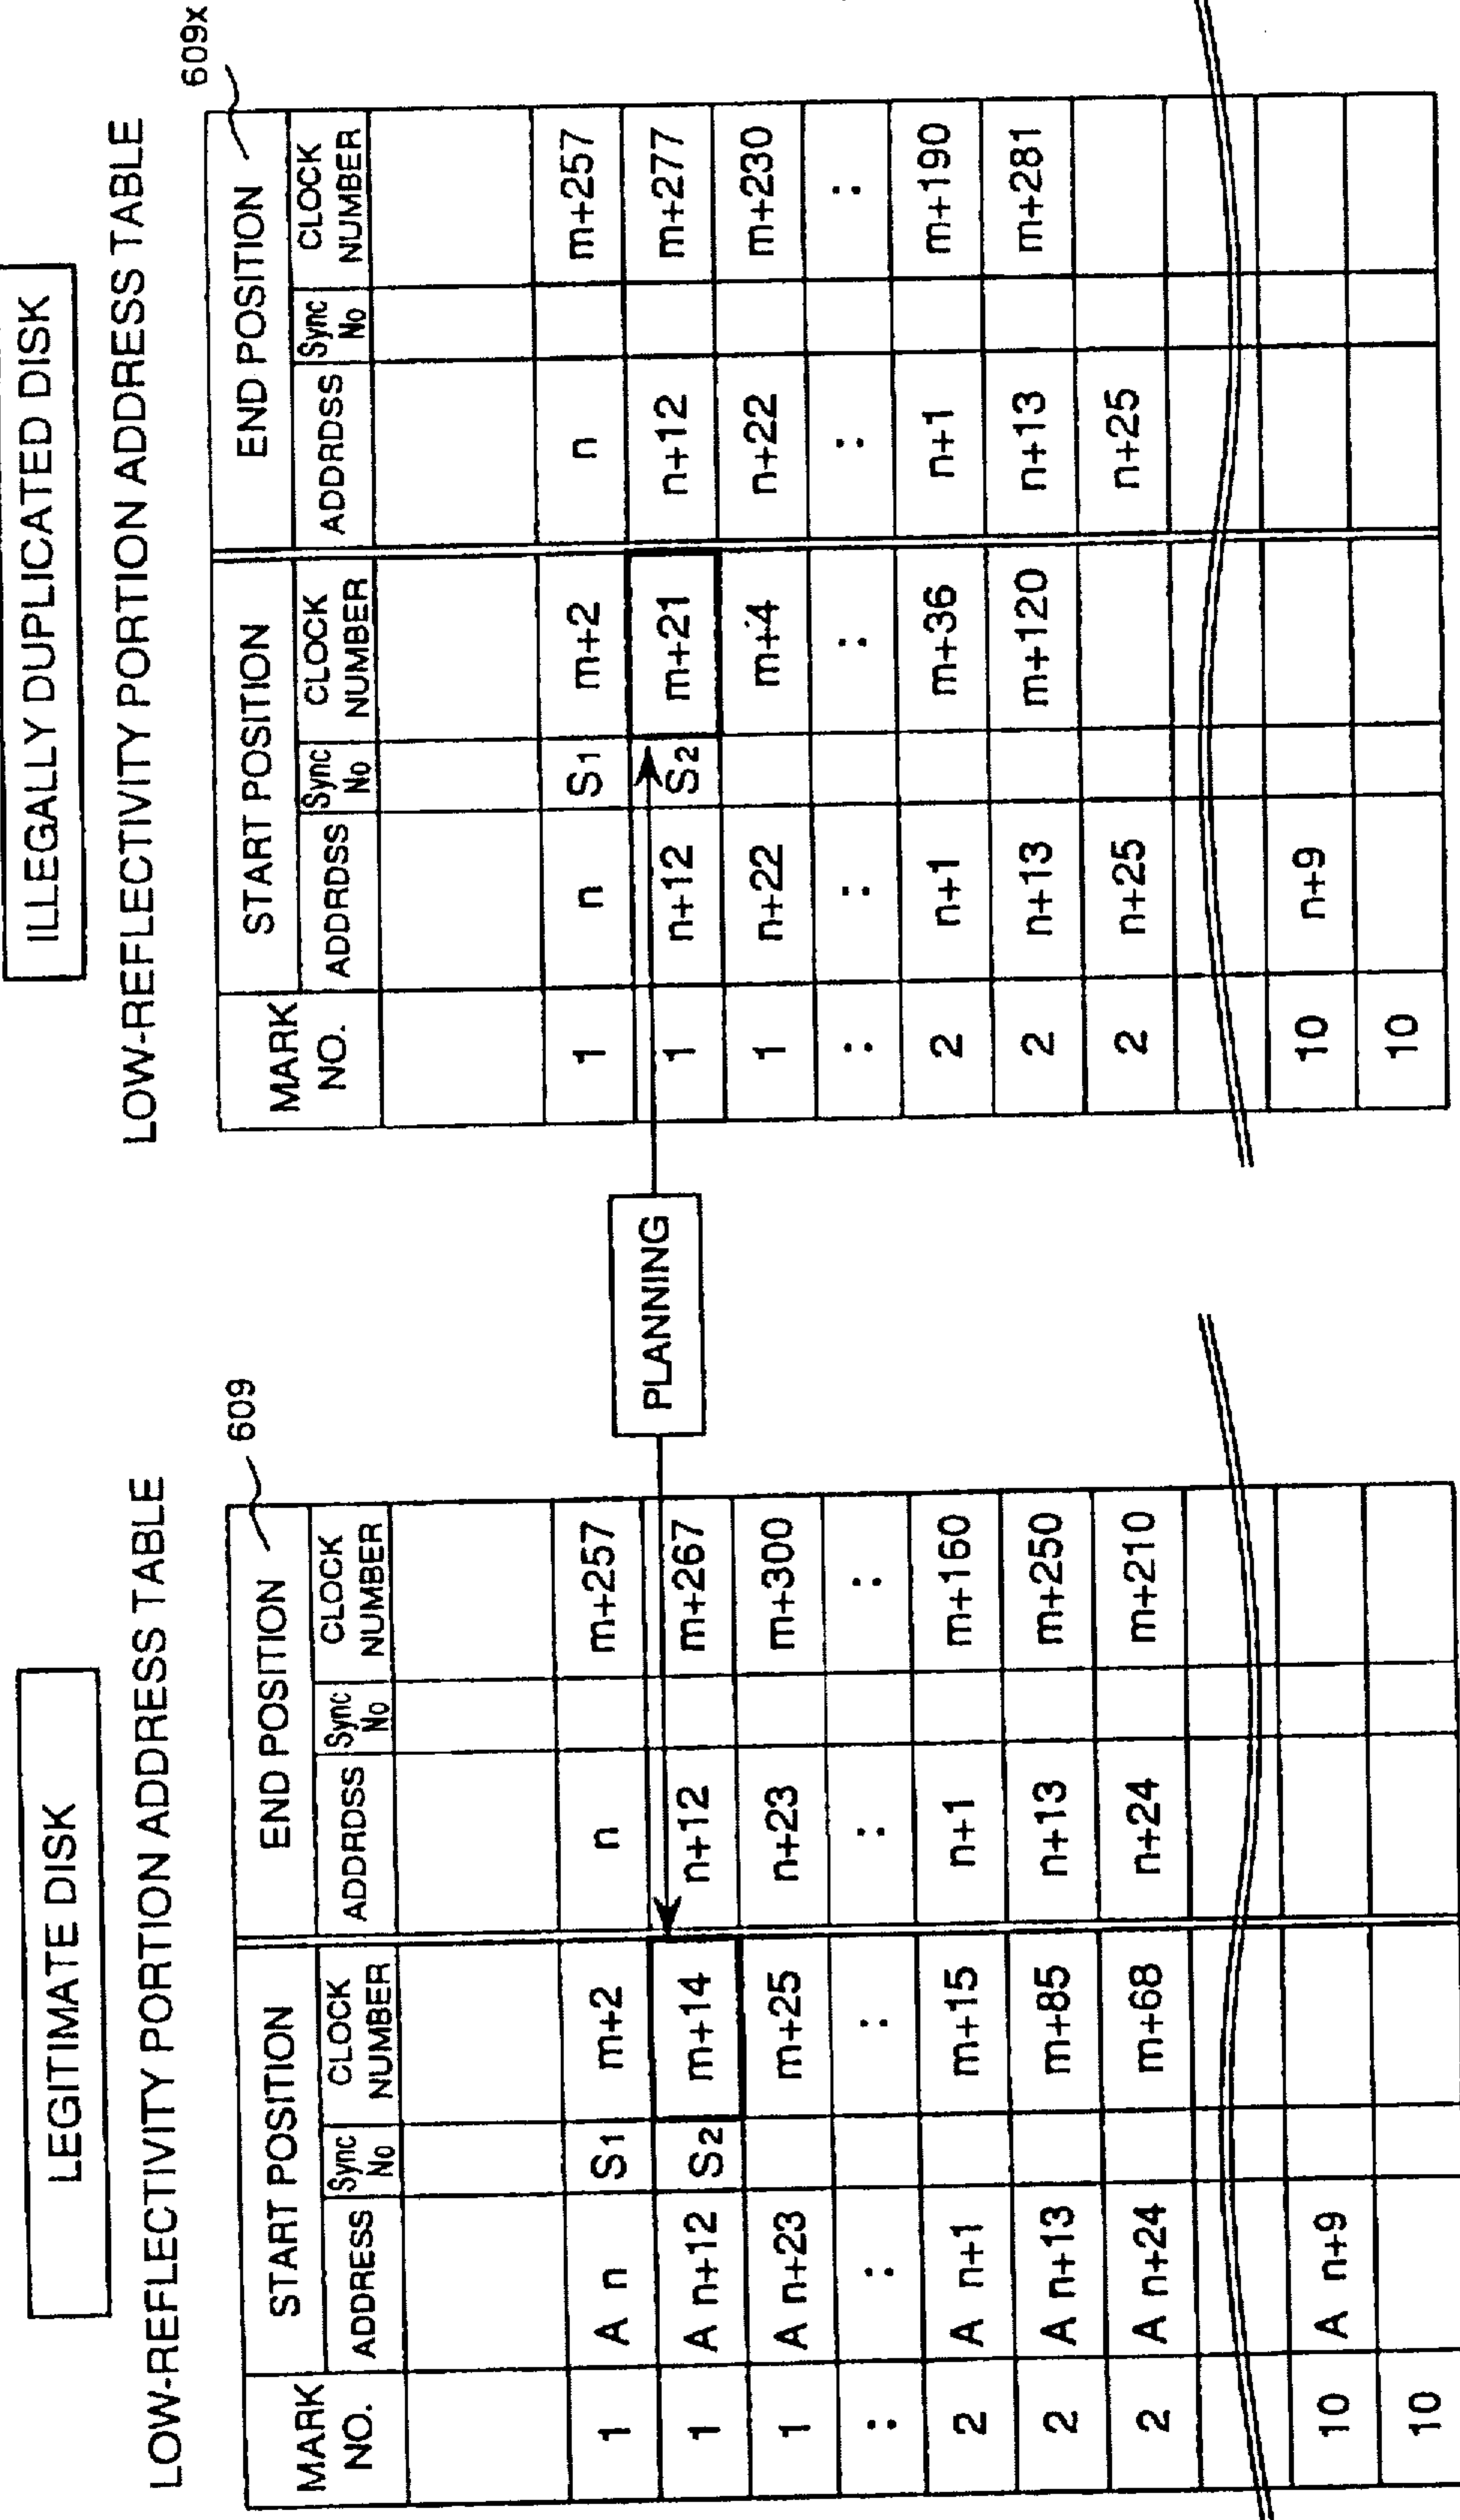 LEGITIMATE DISK
LOW-REFLECTIVITY PORTION ADDRESS TABLE
609
MARK NO. START POSITION END POSITION
ADDRESS Sync No CLOCK NUMBER ADDRDSS Sync No CLOCK NUMBER
1 A n S1 m+2 n m+257
1 A n+12 S2 m+14 n+12 m+267
1 A n+23 m+25 n+23 m+300
: : : : :
2 A n+1 m+15 n+1 m+160
2 A n+13 m+85 n+13 m+250
2 A n+24 m+68 n+24 m+210
10 A n+9
10
PLANNING
ILLEGALLY DUPLICATED DISK
LOW-REFLECTIVITY PORTION ADDRESS TABLE
609x
MARK NO. START POSITION END POSITION
ADDRDSS Sync No CLOCK NUMBER ADDRDSS Sync No CLOCK NUMBER
1 n S1 m+2 n m+257
1 n+12 S2 m+21 n+12 m+277
1 n+22 m+4 n+22 m+230
: : : : :
2 n+1 m+36 n+1 m+190
2 n+13 m+120 n+13 m+281
2 n+25 n+25
10 n+9
10